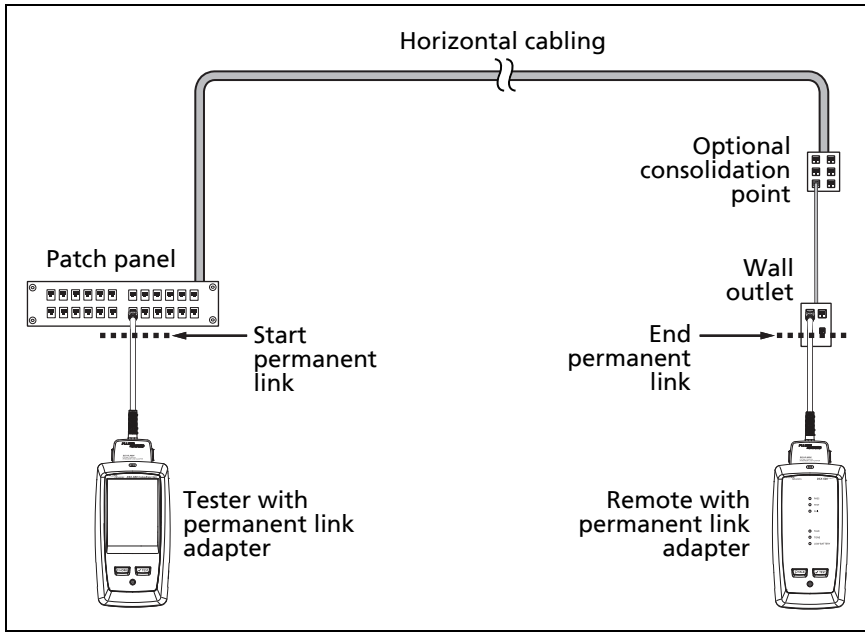 Horizontal cabling
Optional
consolidation
point
Patch panel
Wall
outlet
Start
permanent
link
End
permanent
link
Tester with
permanent link
adapter
Remote with
permanent link
adapter